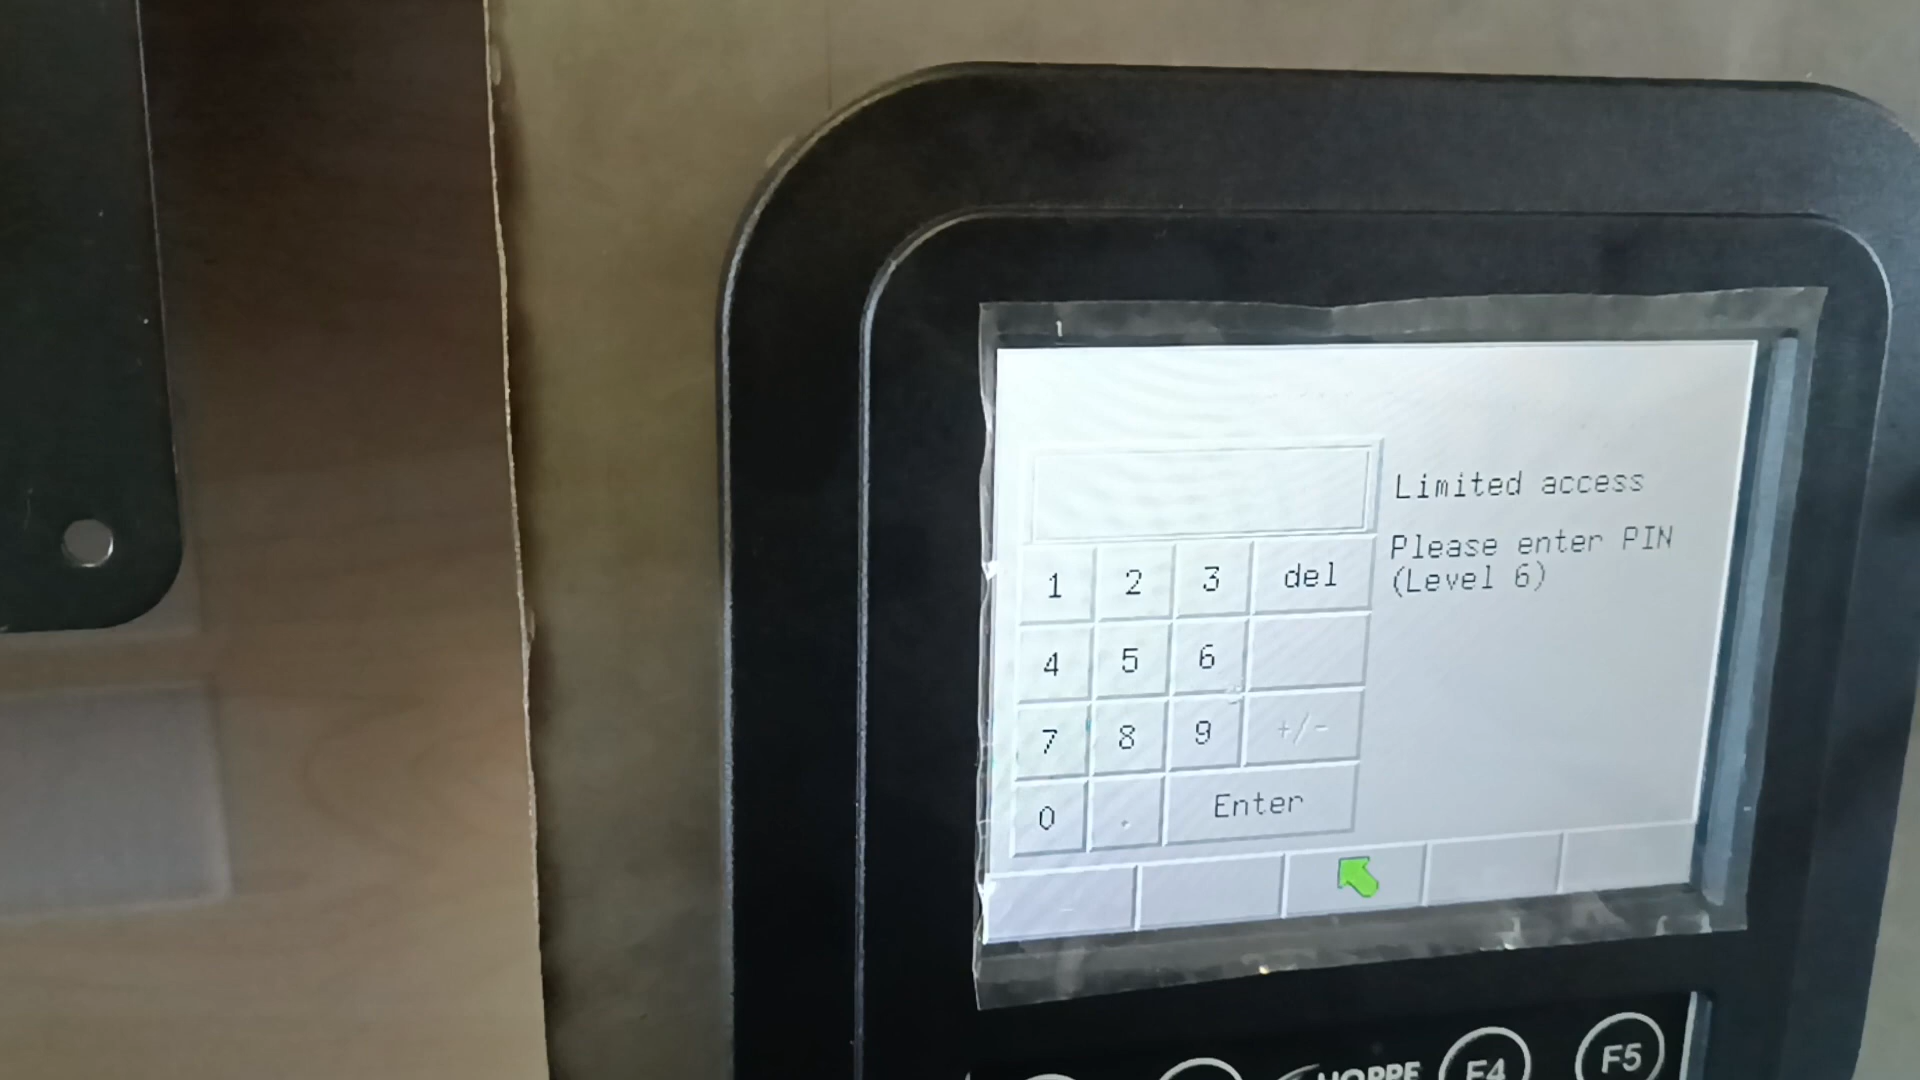 Limited access
Please enter PIN
(Level 6)
1 2 3 del
4 5 6
7 8 9 +/-
0 . Enter
HOPPE F4 F5